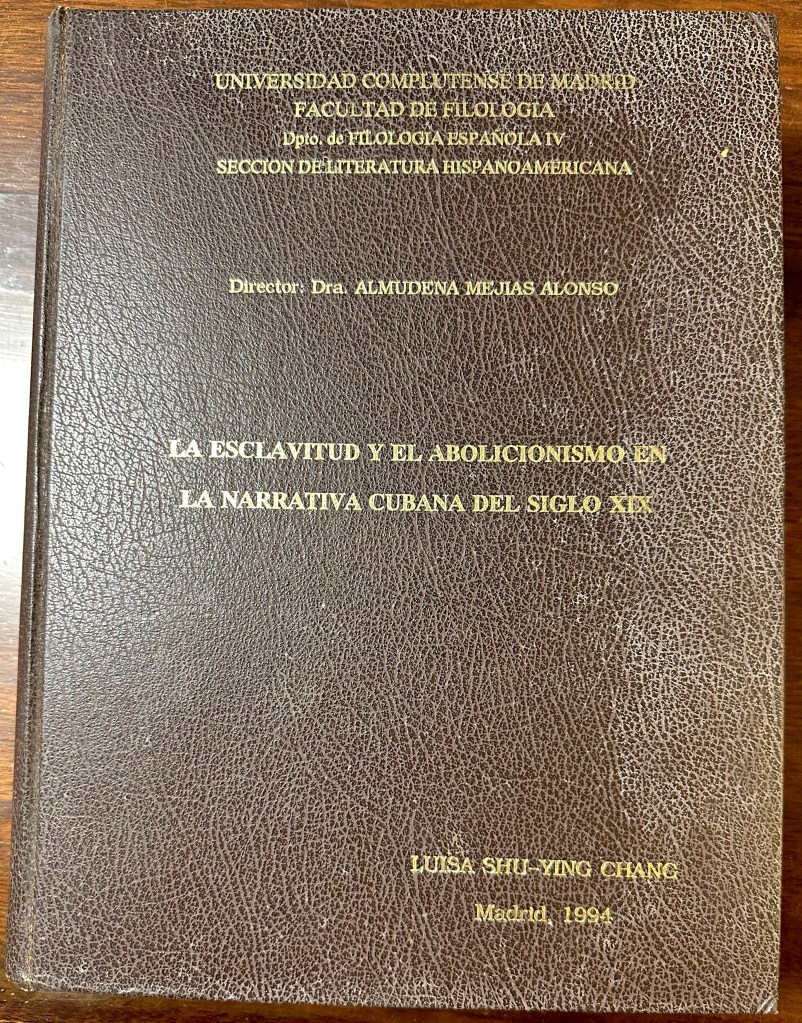 UNIVERSIDAD COMPLUTENSE DE MADRID
FACULTAD DE FILOLOGIA
Dpto. de FILOLOGIA ESPAÑOLA IV
SECCION DE LITERATURA HISPANOAMERICANA
Director: Dra. ALMUDENA MEJIAS ALONSO
LA ESCLAVITUD Y EL ABOLICIONISMO EN
LA NARRATIVA CUBANA DEL SIGLO XIX
LUISA SHU-YING CHANG
Madrid, 1994